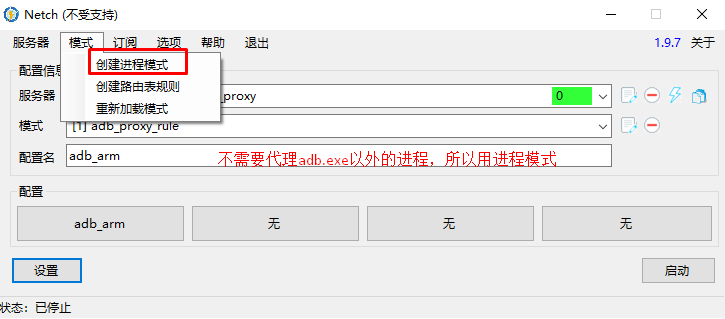 Netch (不受支持)
服务器 模式 订阅 选项 帮助 退出 1.9.7 关于
创建进程模式
配置信息
创建路由表规则
服务器 _proxy 0
重新加载模式
模式 [1] adb_proxy_rule
配置名 adb_arm 不需要代理adb.exe以外的进程，所以用进程模式
配置
adb_arm 无 无 无
设置 启动
状态：已停止